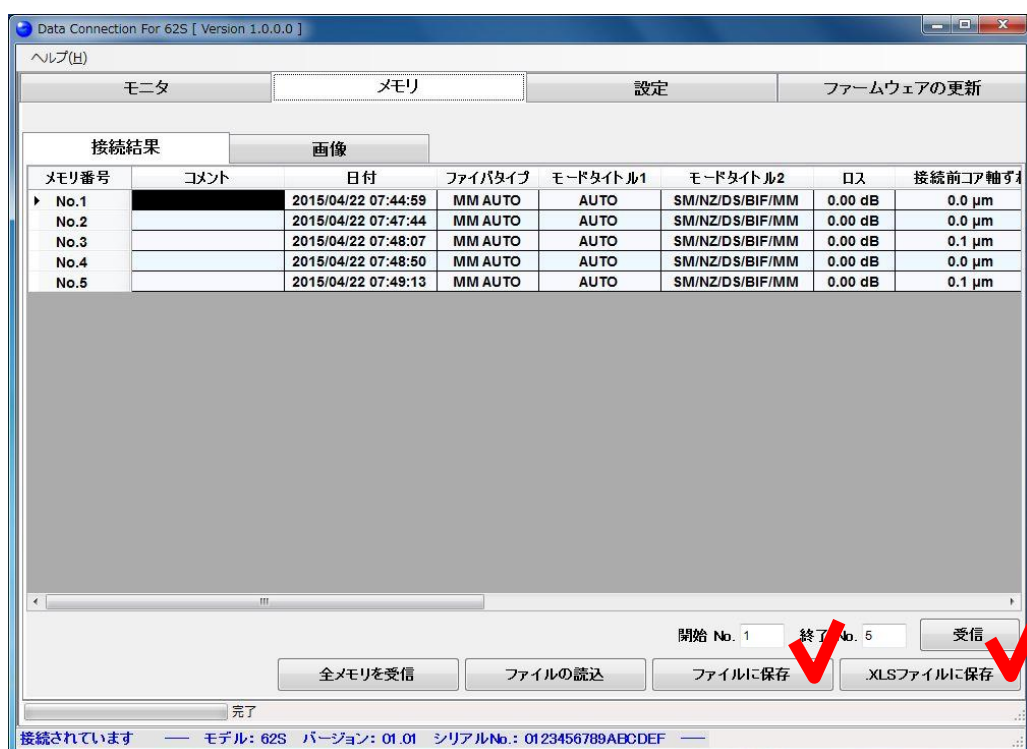 Data Connection For 62S [ Version 1.0.0.0 ]
ヘルプ(H)
モニタ メモリ 設定 ファームウェアの更新
接続結果 画像
メモリ番号 コメント 日付 ファイバタイプ モードタイトル1 モードタイトル2 ロス 接続前コア軸ずれ
No.1 2015/04/22 07:44:59 MM AUTO AUTO SM/NZ/DS/BIF/MM 0.00 dB 0.0 µm
No.2 2015/04/22 07:47:44 MM AUTO AUTO SM/NZ/DS/BIF/MM 0.00 dB 0.0 µm
No.3 2015/04/22 07:48:07 MM AUTO AUTO SM/NZ/DS/BIF/MM 0.00 dB 0.1 µm
No.4 2015/04/22 07:48:50 MM AUTO AUTO SM/NZ/DS/BIF/MM 0.00 dB 0.0 µm
No.5 2015/04/22 07:49:13 MM AUTO AUTO SM/NZ/DS/BIF/MM 0.00 dB 0.1 µm
開始 No. 1 終了 No. 5 受信
全メモリを受信 ファイルの読込 ファイルに保存 .XLSファイルに保存
完了
接続されています ── モデル: 62S バージョン: 01.01 シリアルNo.: 0123456789ABCDEF ──